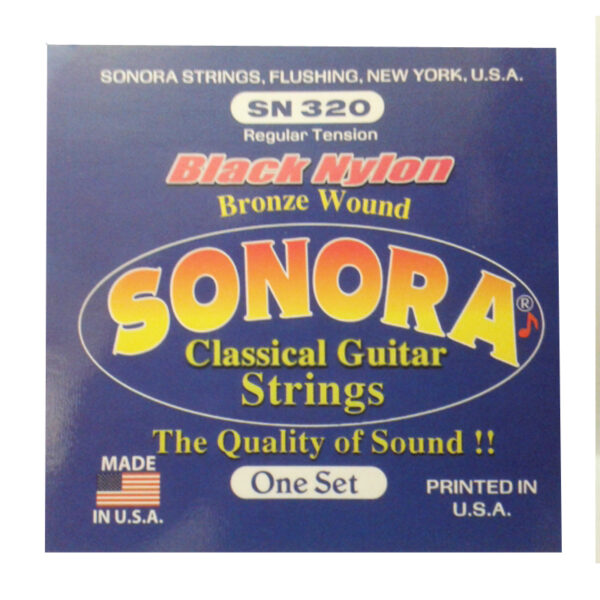 SONORA STRINGS, FLUSHING, NEW YORK, U.S.A.
SN 320
Regular Tension
Black Nylon
Bronze Wound
SONORA®
Classical Guitar
Strings
The Quality of Sound !!
One Set
MADE
IN U.S.A.
PRINTED IN
U.S.A.